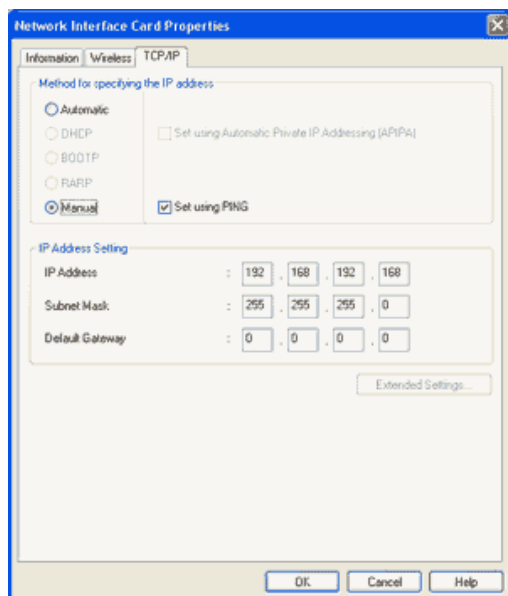 Network Interface Card Properties
Information Wireless TCP/IP
Method for specifying the IP address
Automatic
DHCP Set using Automatic Private IP Addressing (APIPA)
BOOTP
RARP
Manual Set using PING
IP Address Setting
IP Address : 192 . 168 . 192 . 168
Subnet Mask : 255 . 255 . 255 . 0
Default Gateway : 0 . 0 . 0 . 0
Extended Settings...
OK Cancel Help